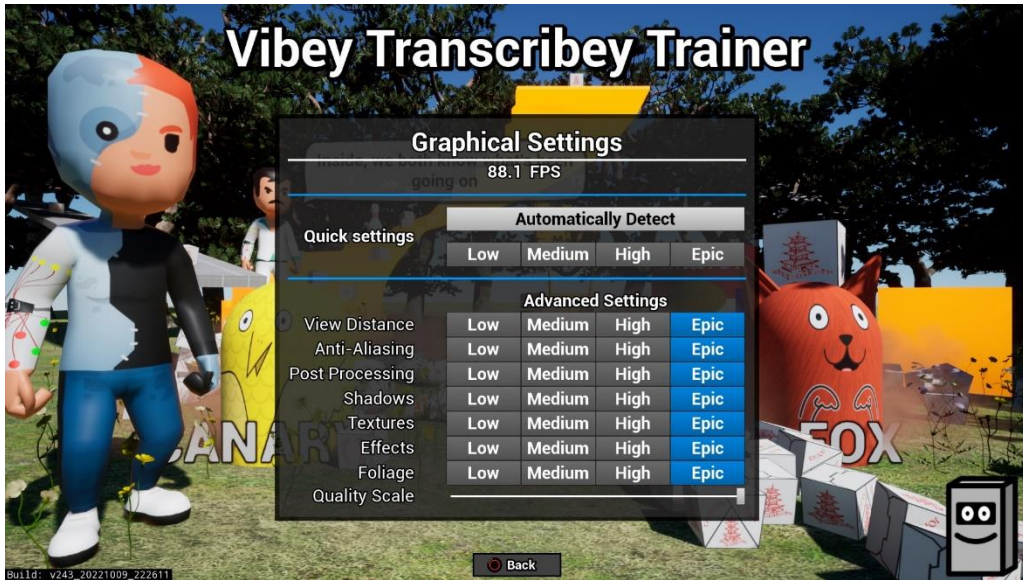 Vibey Transcribey Trainer
Graphical Settings
88.1 FPS
going on
Automatically Detect
Quick settings
Low Medium High Epic
Advanced Settings
View Distance Low Medium High Epic
Anti-Aliasing Low Medium High Epic
Post Processing Low Medium High Epic
Shadows Low Medium High Epic
Textures Low Medium High Epic
Effects Low Medium High Epic
Foliage Low Medium High Epic
Quality Scale
CANARY
FOX
Back
Build: v243_20221009_222611